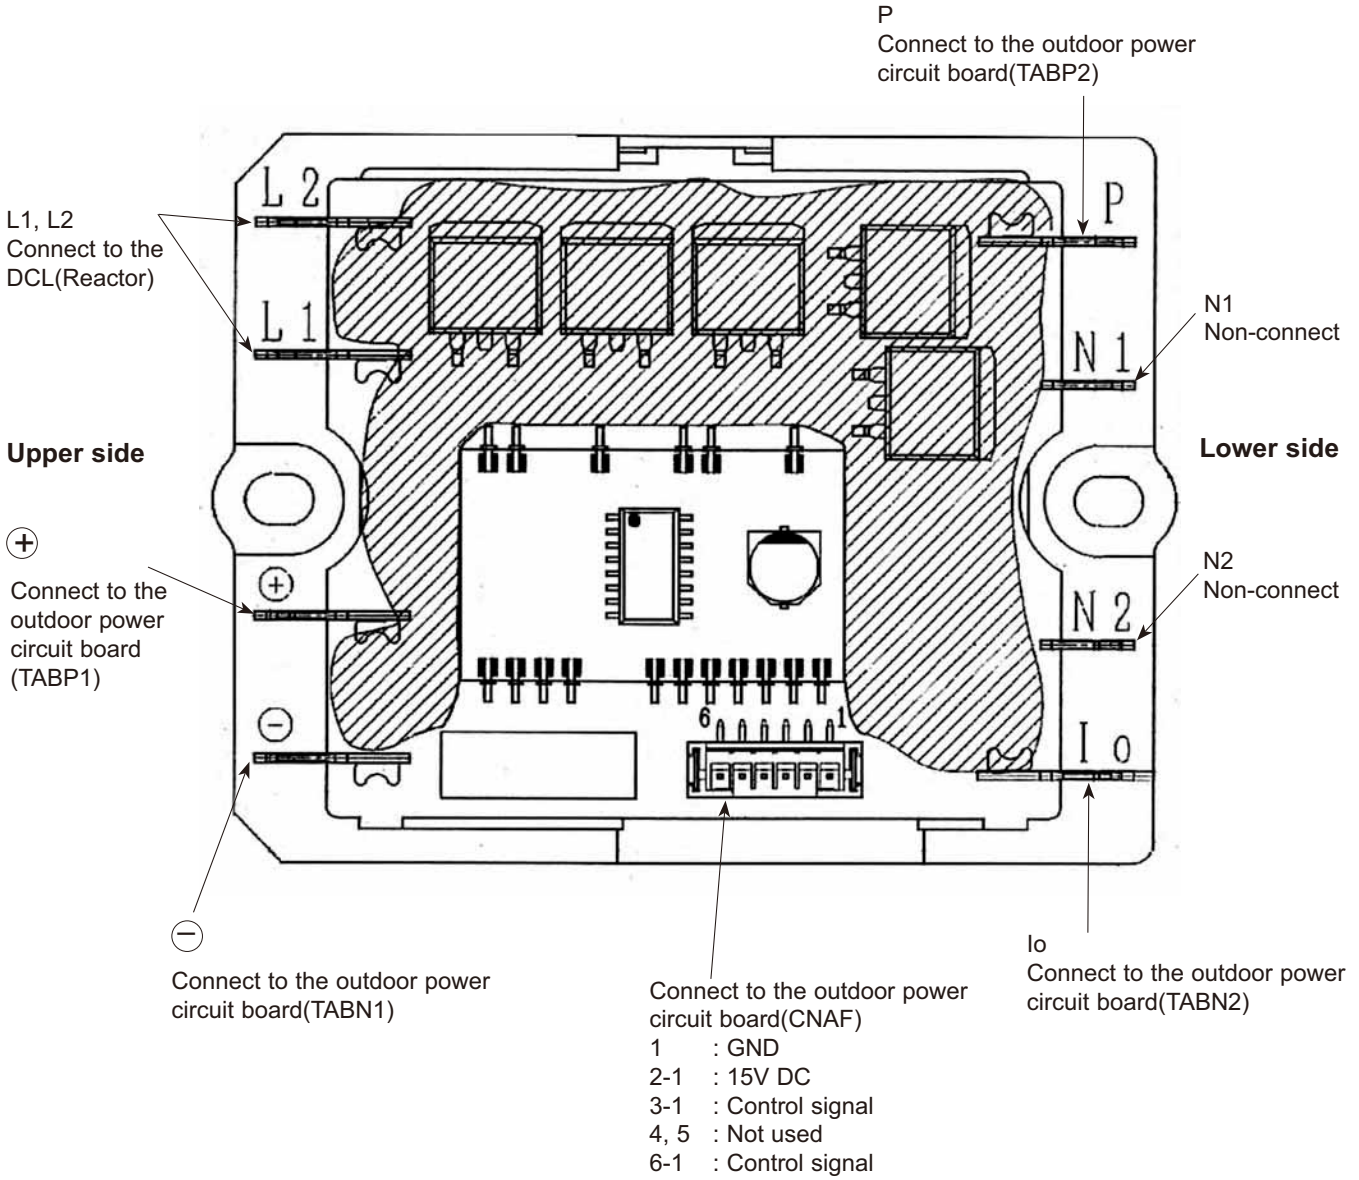 P
Connect to the outdoor power
circuit board(TABP2)
L 2
P
L1, L2
Connect to the
DCL(Reactor)
L 1
N1
Non-connect
N 1
Upper side
Lower side
⊕
Connect to the
outdoor power
circuit board
(TABP1)
⊕
N2
Non-connect
N 2
⊖
6
1
I o
⊖
Connect to the outdoor power
circuit board(TABN1)
Connect to the outdoor power
circuit board(CNAF)
1 : GND
2-1 : 15V DC
3-1 : Control signal
4, 5 : Not used
6-1 : Control signal
Io
Connect to the outdoor power
circuit board(TABN2)